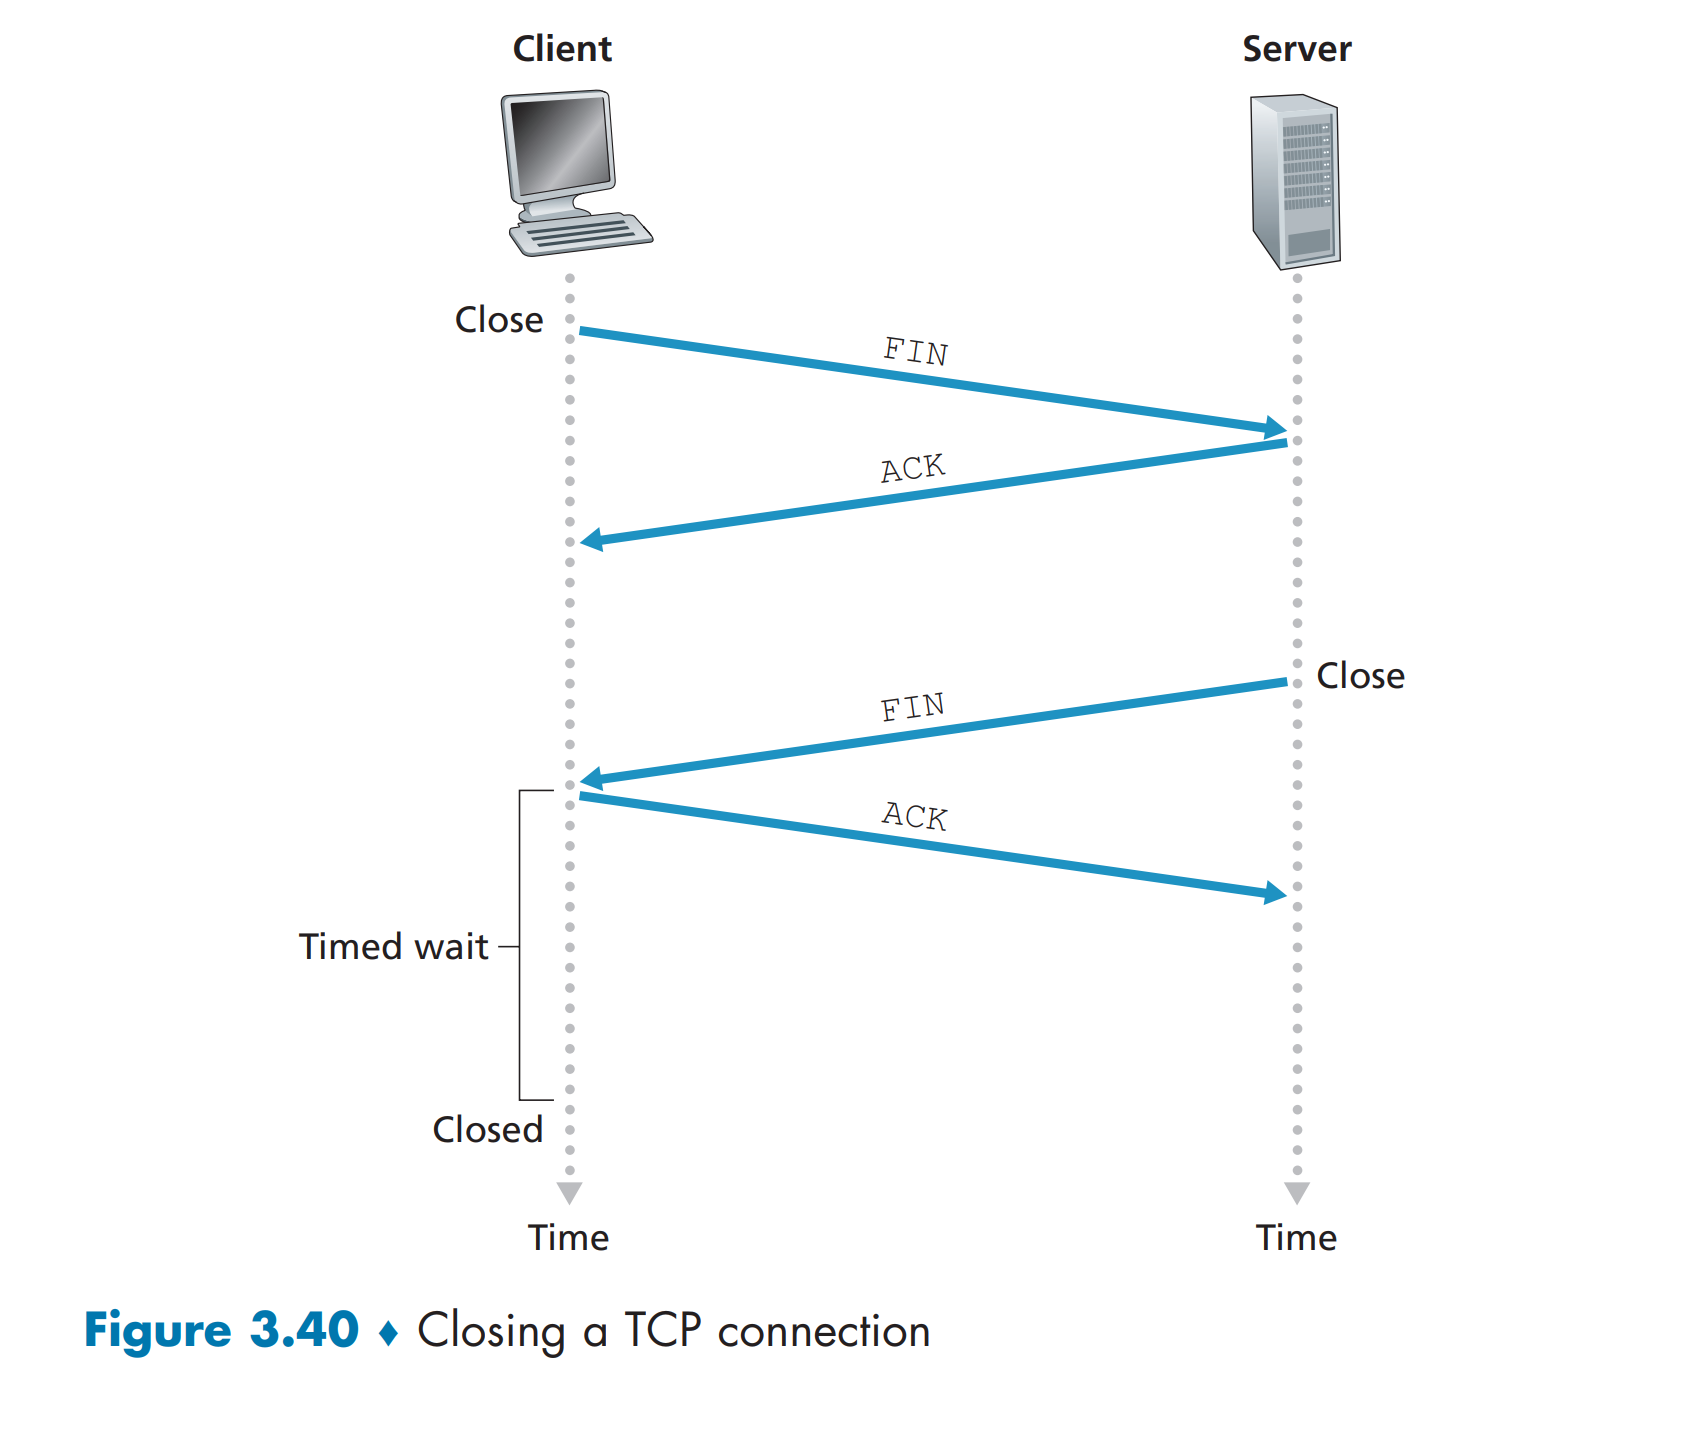 Client
Server
Close
FIN
ACK
Close
FIN
ACK
Timed wait
Closed
Time
Time
Figure 3.40 ♦ Closing a TCP connection